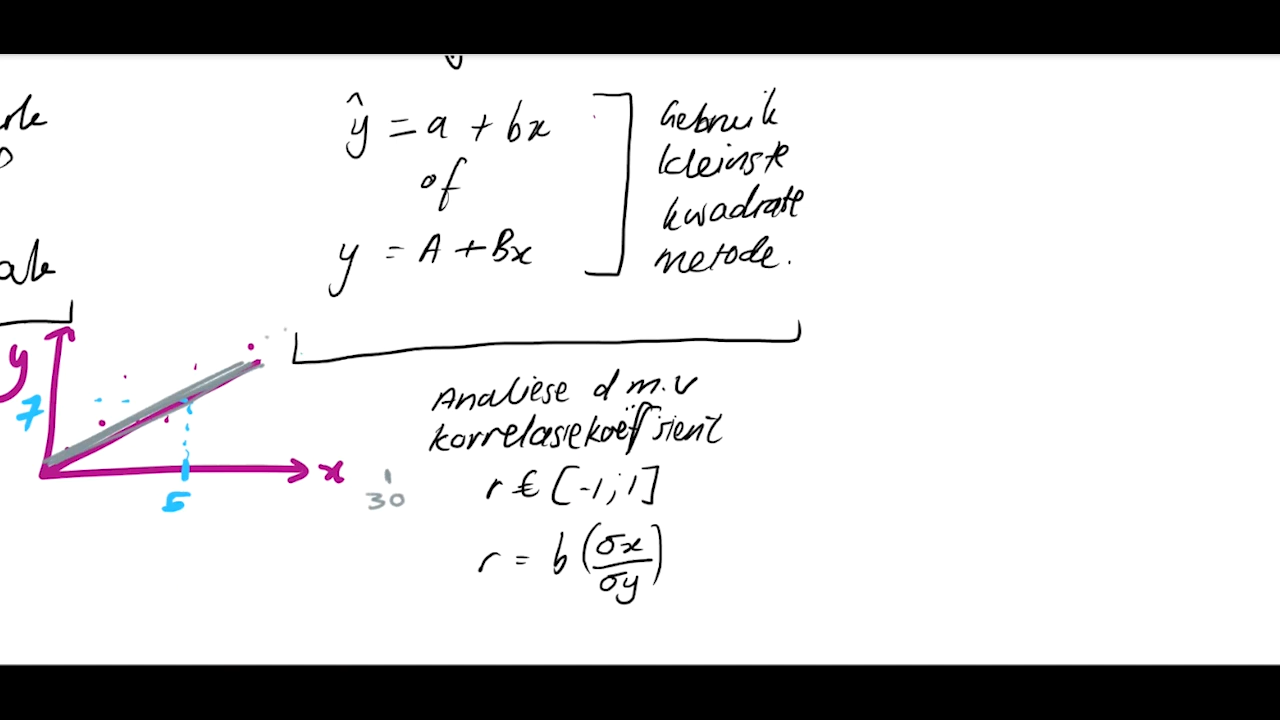 ŷ = a + bx
of
y = A + Bx
Gebruik
kleinste
kwadrate
metode.
y
7
x
5
30
Analiese d.m.v
korrelasiekoëffisient
r € [-1;1]
r = b (σx/σy)